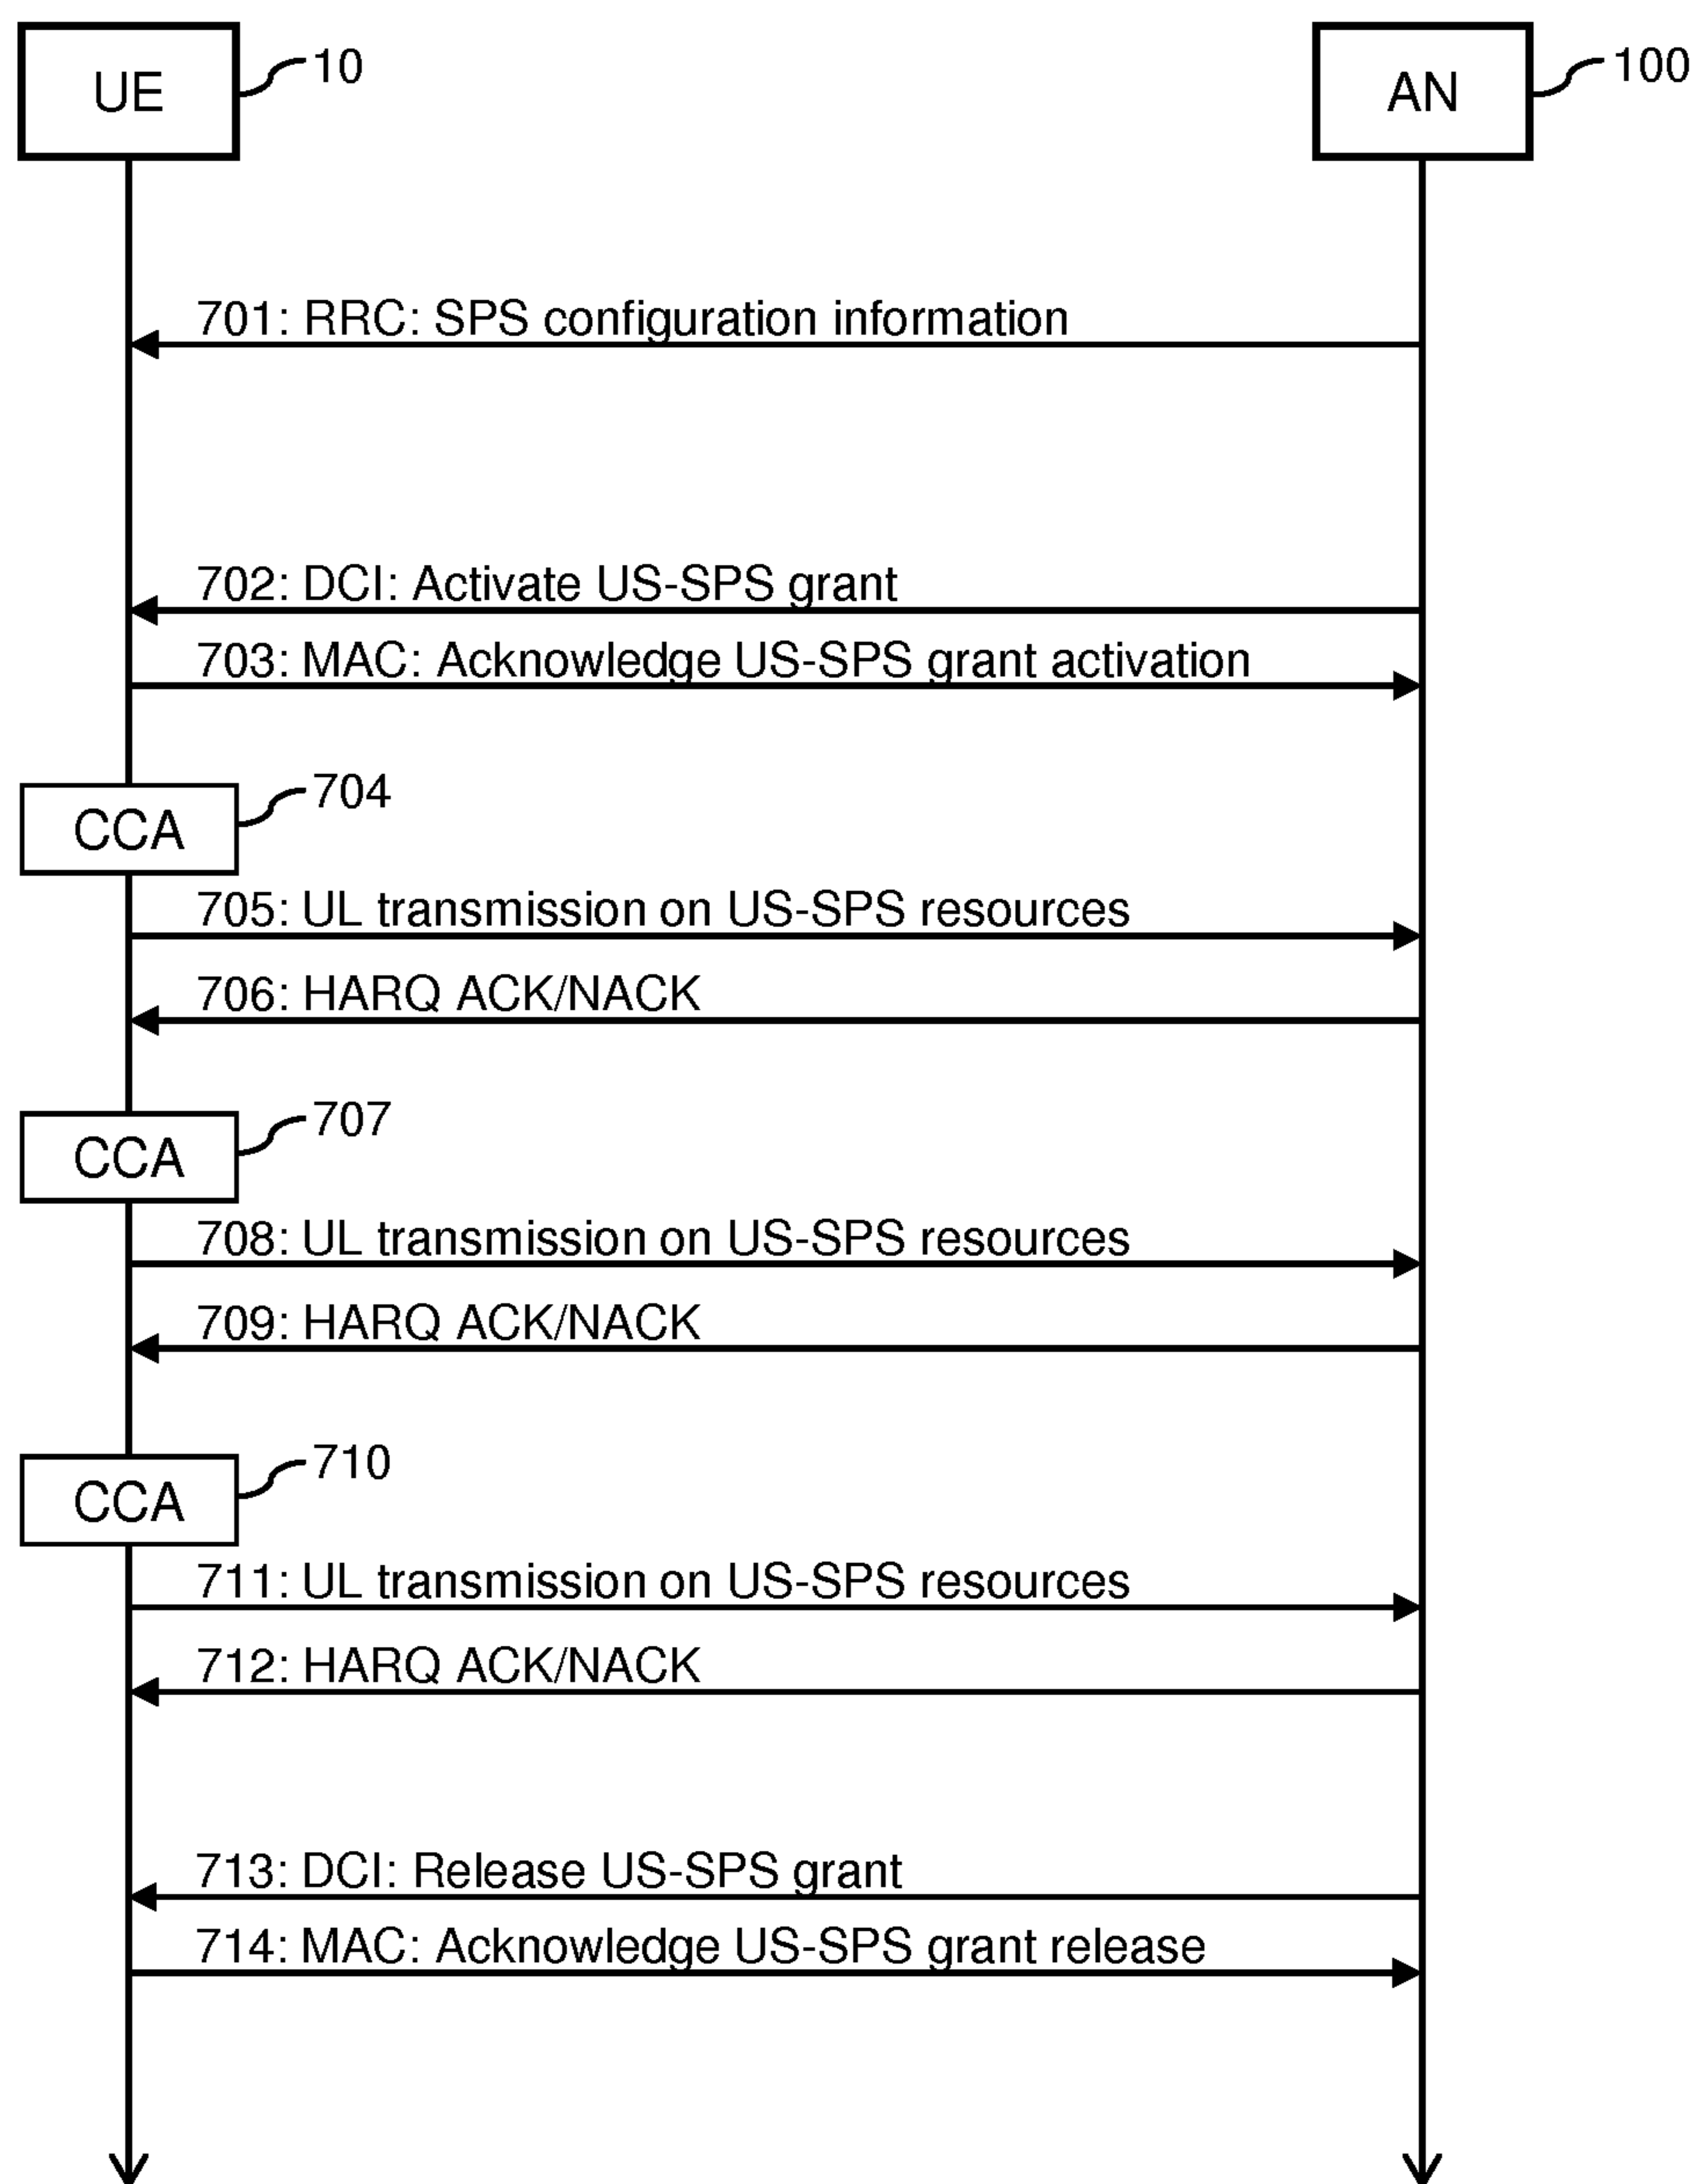 UE
10
AN
100
701: RRC: SPS configuration information
702: DCI: Activate US-SPS grant
703: MAC: Acknowledge US-SPS grant activation
704
CCA
705: UL transmission on US-SPS resources
706: HARQ ACK/NACK
707
CCA
708: UL transmission on US-SPS resources
709: HARQ ACK/NACK
710
CCA
711: UL transmission on US-SPS resources
712: HARQ ACK/NACK
713: DCI: Release US-SPS grant
714: MAC: Acknowledge US-SPS grant release